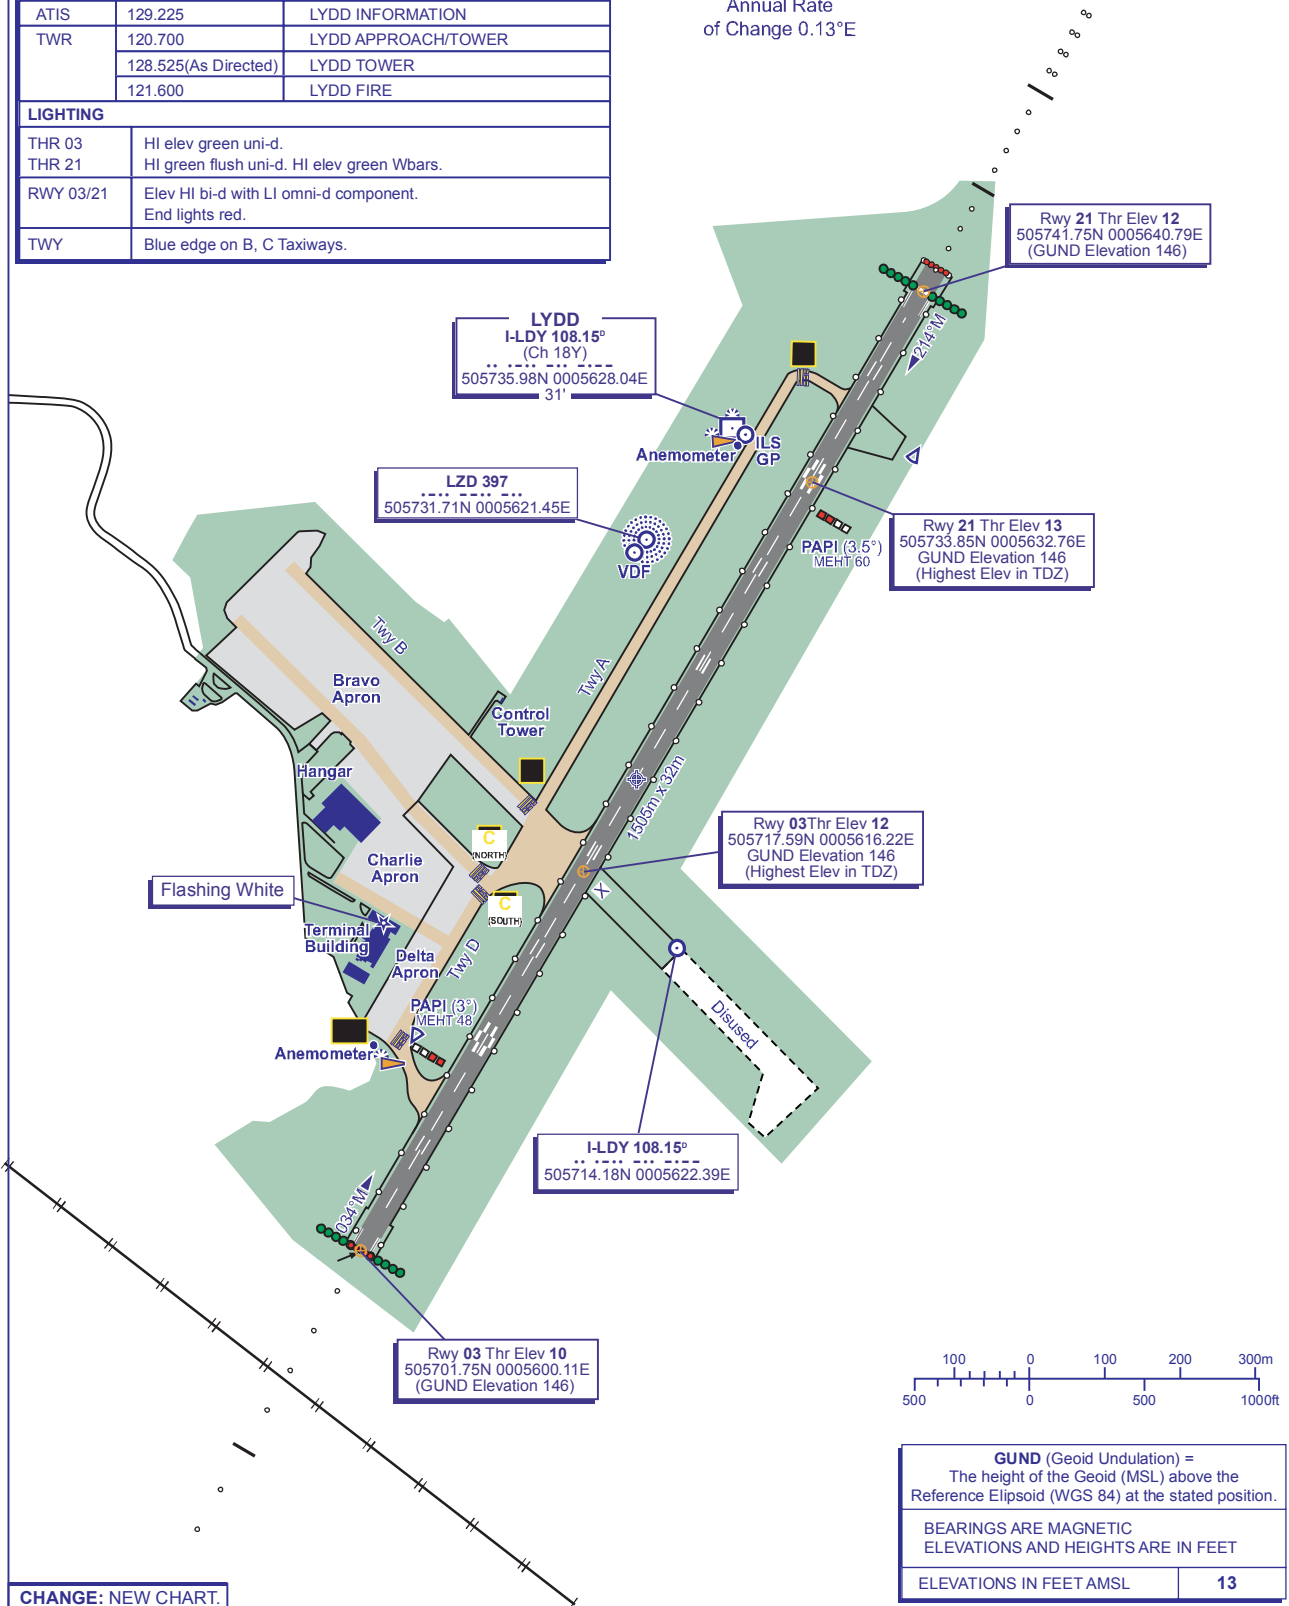 ATIS 129.225 LYDD INFORMATION
TWR 120.700 LYDD APPROACH/TOWER
128.525(As Directed) LYDD TOWER
121.600 LYDD FIRE
LIGHTING
THR 03 HI elev green uni-d.
THR 21 HI green flush uni-d. HI elev green Wbars.
RWY 03/21 Elev HI bi-d with LI omni-d component.
End lights red.
TWY Blue edge on B, C Taxiways.
Annual Rate
of Change 0.13°E
Rwy 21 Thr Elev 12
505741.75N 0005640.79E
(GUND Elevation 146)
214°M
LYDD
I-LDY 108.15ᴰ
(Ch 18Y)
505735.98N 0005628.04E
31'
Anemometer
ILS
GP
LZD 397
505731.71N 0005621.45E
VDF
PAPI (3.5°)
MEHT 60
Rwy 21 Thr Elev 13
505733.85N 0005632.76E
GUND Elevation 146
(Highest Elev in TDZ)
Twy B
Twy A
Bravo
Apron
Control
Tower
Hangar
1505m x 32m
C
(NORTH)
Rwy 03Thr Elev 12
505717.59N 0005616.22E
GUND Elevation 146
(Highest Elev in TDZ)
Charlie
Apron
Flashing White
X
C
(SOUTH)
Terminal
Building
Delta
Apron
Twy D
Disused
PAPI (3°)
MEHT 48
Anemometer
I-LDY 108.15ᴰ
505714.18N 0005622.39E
034°M
Rwy 03 Thr Elev 10
505701.75N 0005600.11E
(GUND Elevation 146)
100 0 100 200 300m
500 0 500 1000ft
GUND (Geoid Undulation) =
The height of the Geoid (MSL) above the
Reference Elipsoid (WGS 84) at the stated position.
BEARINGS ARE MAGNETIC
ELEVATIONS AND HEIGHTS ARE IN FEET
ELEVATIONS IN FEET AMSL 13
CHANGE: NEW CHART.